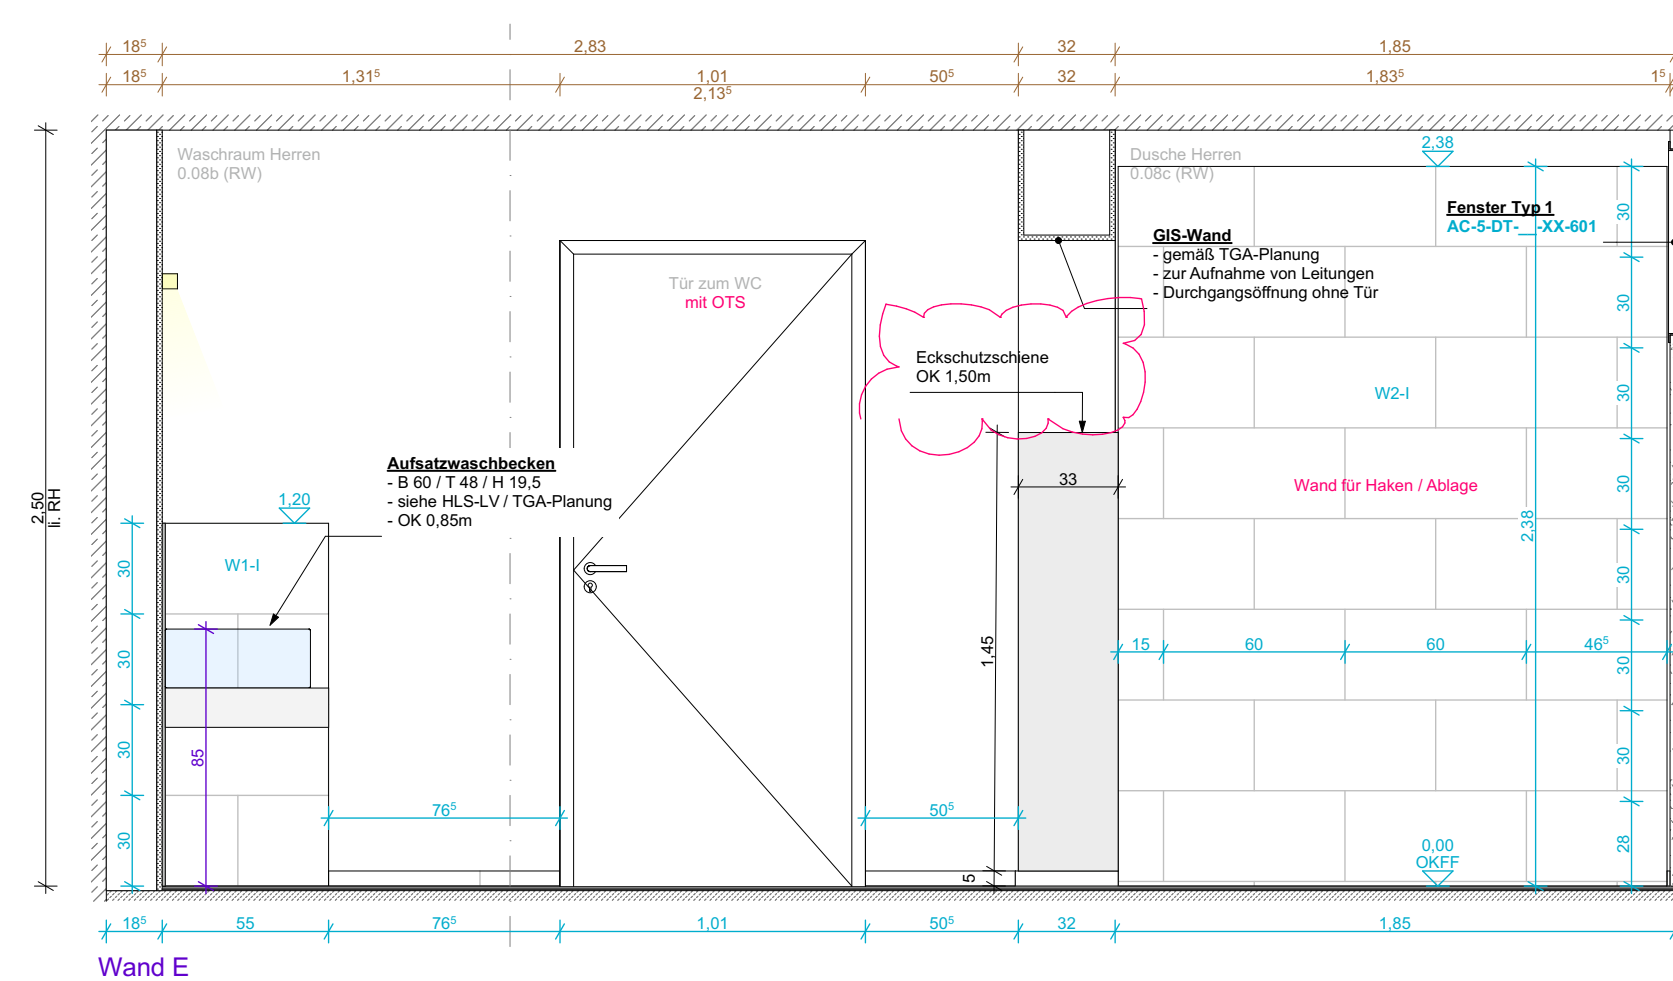 18⁵ 2,83 32 1,85
18⁵ 1,31⁵ 1,01 50⁵ 32 1,83⁵ 1⁵
2,13⁵
Waschraum Herren
0.08b (RW)
Dusche Herren
0.08c (RW)
2,38
Fenster Typ 1
AC-5-DT-__-XX-601
GIS-Wand
- gemäß TGA-Planung
- zur Aufnahme von Leitungen
- Durchgangsöffnung ohne Tür
Tür zum WC
mit OTS
Eckschutzschiene
OK 1,50m
W2-I
Aufsatzwaschbecken
- B 60 / T 48 / H 19,5
- siehe HLS-LV / TGA-Planung
- OK 0,85m
33
Wand für Haken / Ablage
2,50
li. RH
1,20
W1-I
30
30
30
30
85
1,45
5
2,38
30
30
30
30
30
30
30
28
15 60 60 46⁵
76⁵ 50⁵
0,00
OKFF
18⁵ 55 76⁵ 1,01 50⁵ 32 1,85
Wand E